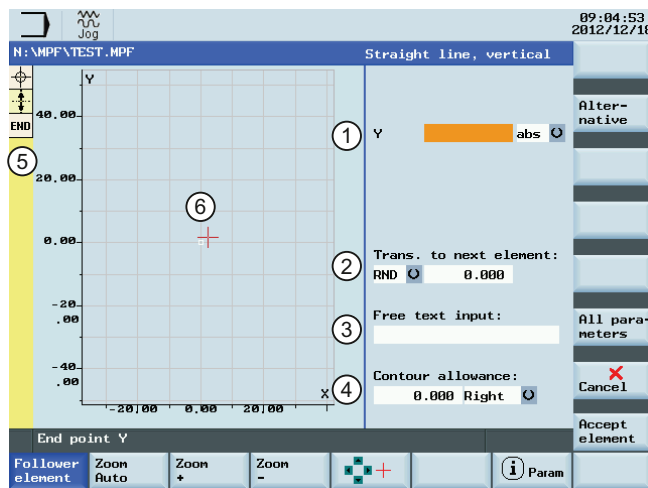 Jog
09:04:53
2012/12/18
N:\MPF\TEST.MPF
Straight line, vertical
Y
40.00
20.00
0.00
-20
.00
-40
.00
X
-20.00 0.00 20.00
END
5
6
1
Y abs
2
Trans. to next element:
RND 0.000
3
Free text input:
4
Contour allowance:
0.000 Right
Alter-
native
All para-
meters
Cancel
Accept
element
End point Y
Follower
element
Zoom
Auto
Zoom
+
Zoom
-
i Param